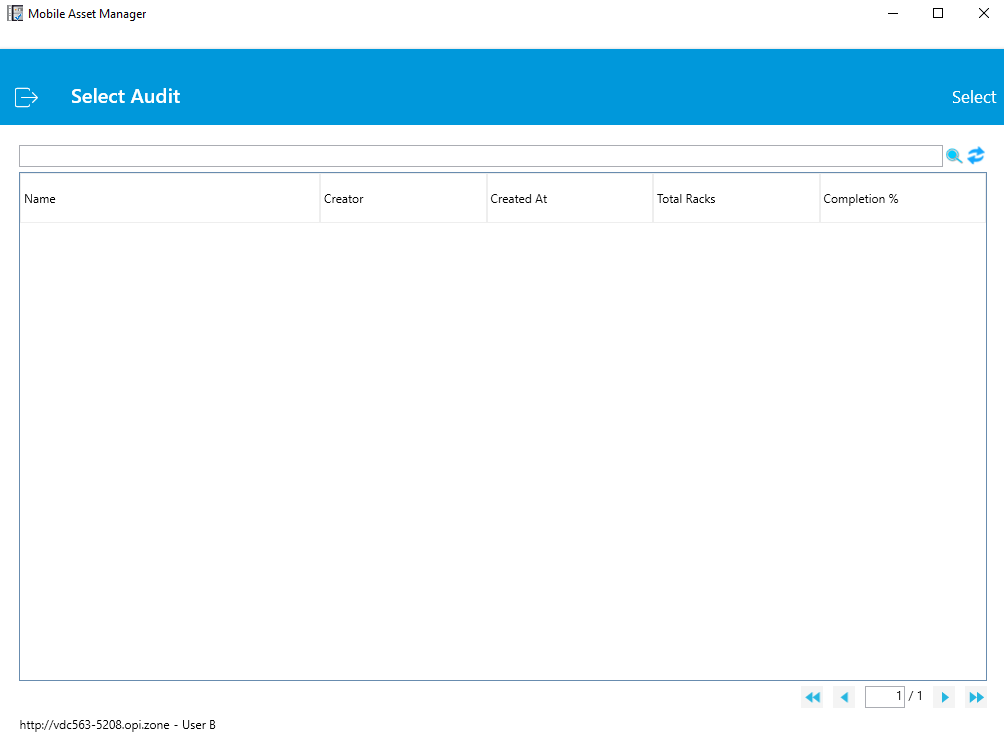 Mobile Asset Manager
Select Audit
Select
Name Creator Created At Total Racks Completion %
1 / 1
http://vdc563-5208.opi.zone - User B